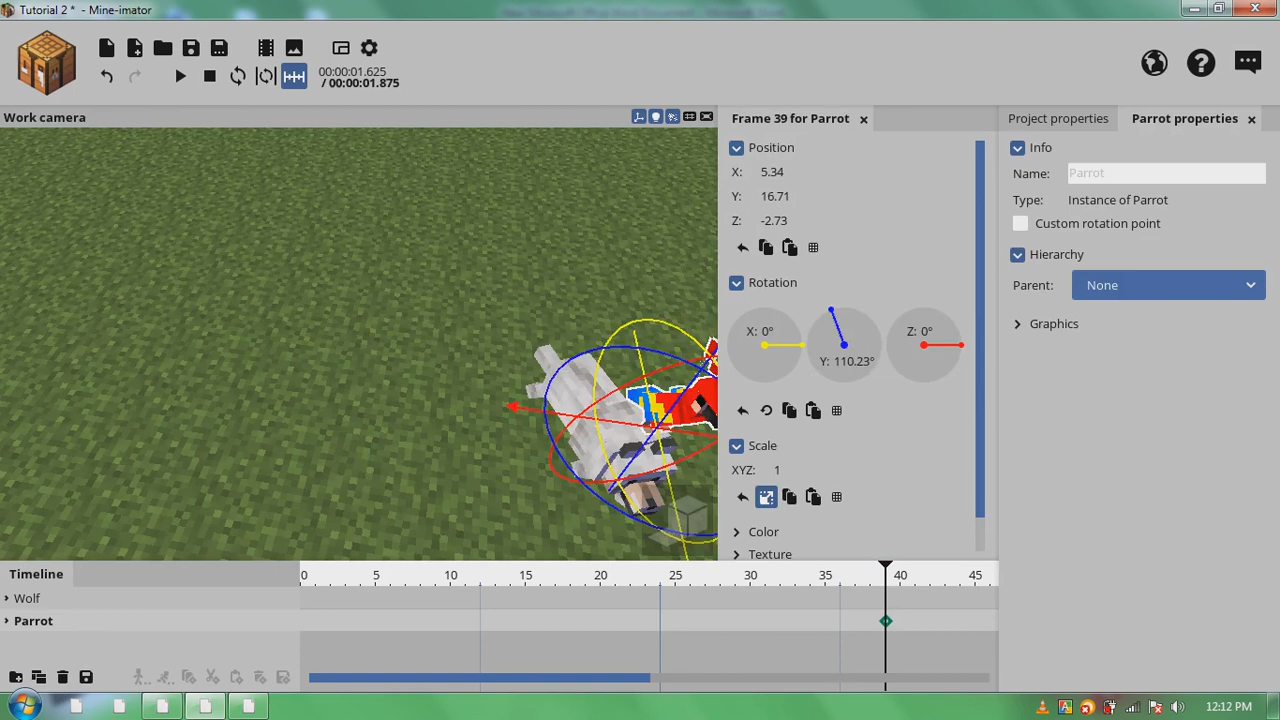 Tutorial 2 * - Mine-imator
00:00:01.625
/ 00:00:01.875
Work camera
Frame 39 for Parrot
Position
X: 5.34
Y: 16.71
Z: -2.73
Rotation
X: 0°
Y: 110.23°
Z: 0°
Scale
XYZ: 1
Color
Texture
Project properties
Parrot properties
Info
Name: Parrot
Type: Instance of Parrot
Custom rotation point
Hierarchy
Parent: None
Graphics
Timeline
0 5 10 15 20 25 30 35 40 45
Wolf
Parrot
12:12 PM